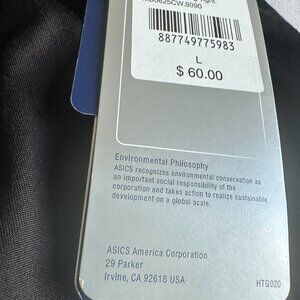 887749775983
L
$ 60.00
Environmental Philosophy
ASICS recognizes environmental conservation as
an important social responsibility of the
corporation and takes action to realize sustainable
development on a global scale.
ASICS America Corporation
29 Parker
Irvine, CA 92618 USA
HTG020